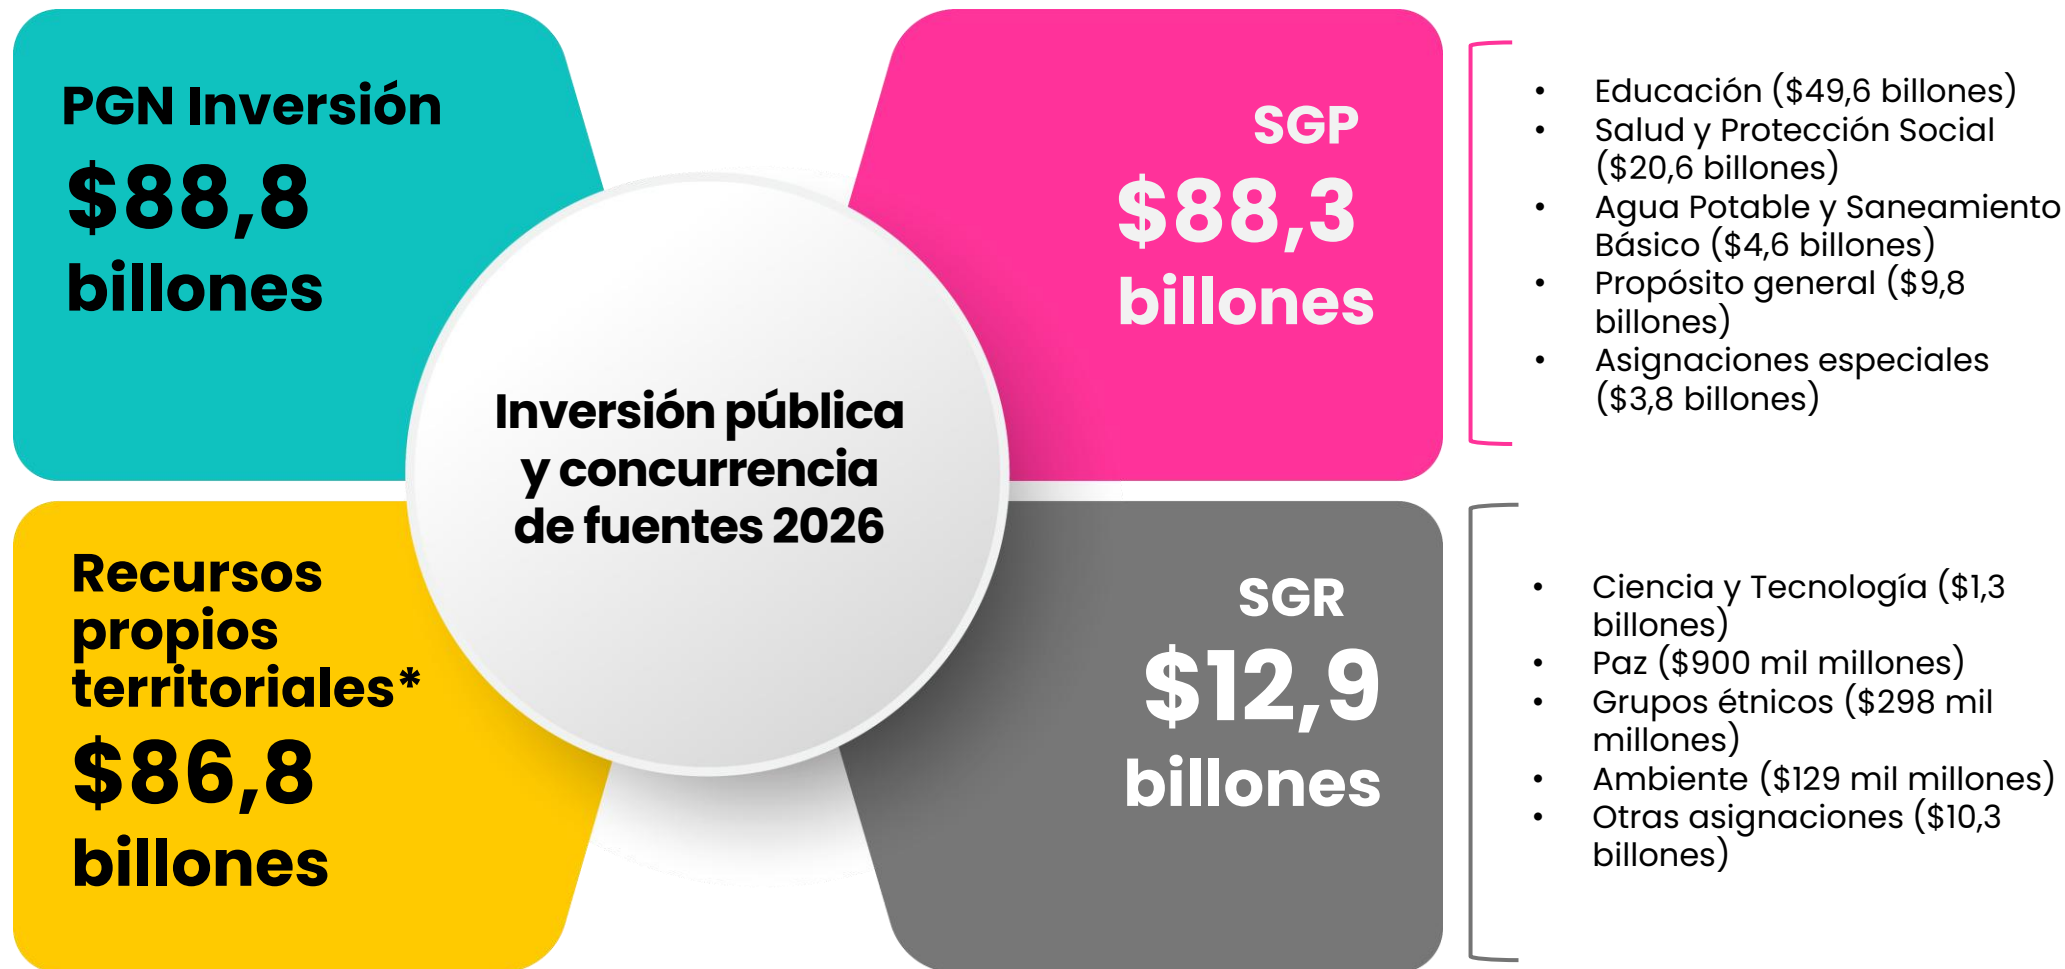 PGN Inversión
$88,8
billones
SGP
$88,3
billones
• Educación ($49,6 billones)
• Salud y Protección Social
($20,6 billones)
• Agua Potable y Saneamiento
Básico ($4,6 billones)
• Propósito general ($9,8
billones)
• Asignaciones especiales
($3,8 billones)
Inversión pública
y concurrencia
de fuentes 2026
Recursos
propios
territoriales*
$86,8
billones
SGR
$12,9
billones
• Ciencia y Tecnología ($1,3
billones)
• Paz ($900 mil millones)
• Grupos étnicos ($298 mil
millones)
• Ambiente ($129 mil millones)
• Otras asignaciones ($10,3
billones)